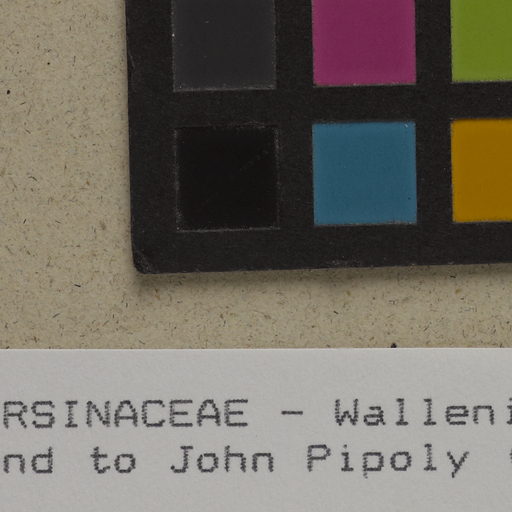 RSINACEAE – Walleni
nd to John Pipoly